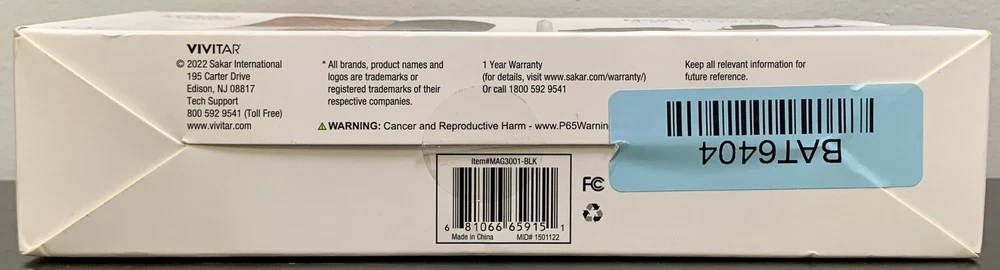 VIVITAR
© 2022 Sakar International
195 Carter Drive
Edison, NJ 08817
Tech Support
800 592 9541 (Toll Free)
www.vivitar.com
* All brands, product names and
logos are trademarks or
registered trademarks of their
respective companies.
1 Year Warranty
(for details, visit www.sakar.com/warranty/)
Or call 1800 592 9541
Keep all relevant information for
future reference.
⚠ WARNING: Cancer and Reproductive Harm - www.P65Warnin
BAT6404
Item#MAG3001-BLK
6 81066 65915 1
Made in China MID# 1501122
FC